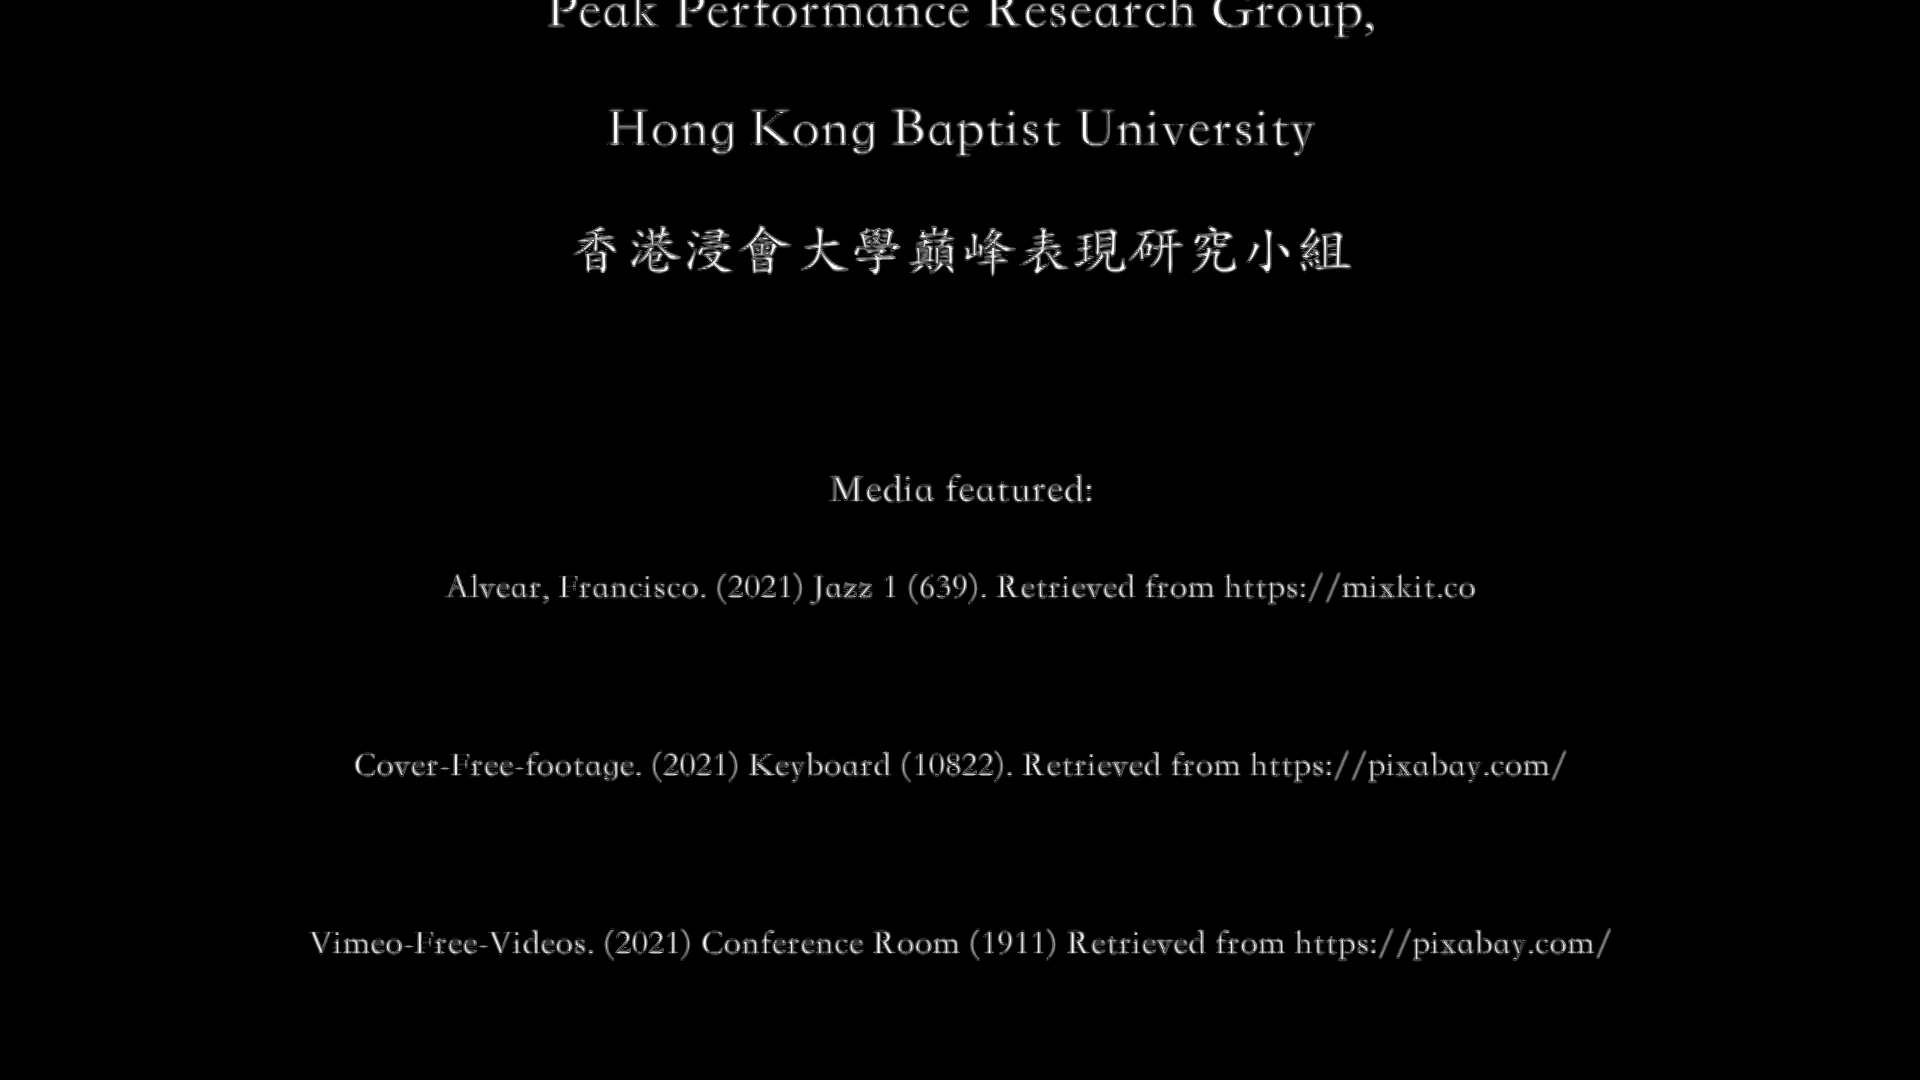 Peak Performance Research Group,
Hong Kong Baptist University
香港浸會大學巔峰表現研究小組
Media featured:
Alvear, Francisco. (2021) Jazz 1 (639). Retrieved from https://mixkit.co
Cover-Free-footage. (2021) Keyboard (10822). Retrieved from https://pixabay.com/
Vimeo-Free-Videos. (2021) Conference Room (1911) Retrieved from https://pixabay.com/